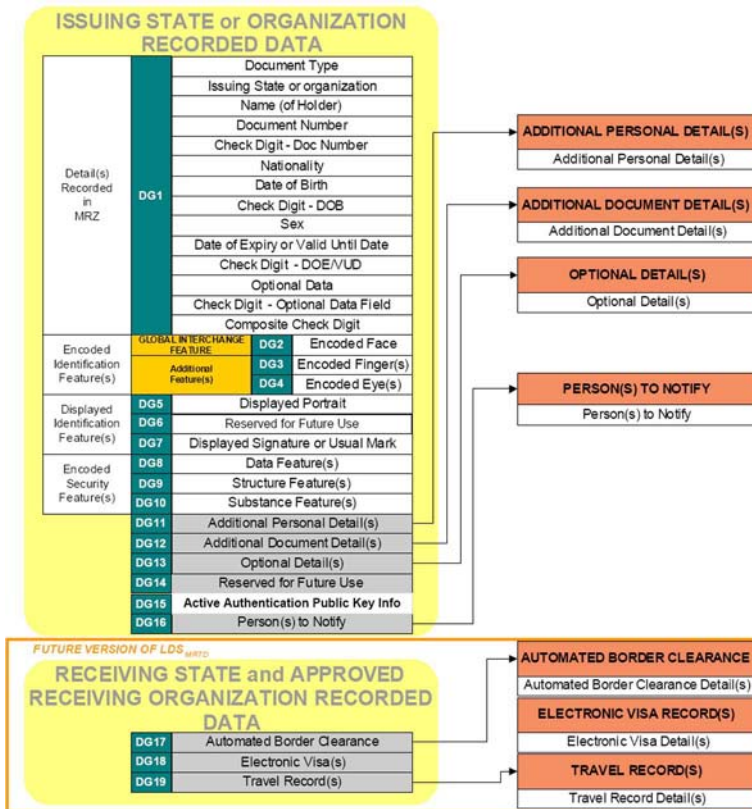 ISSUING STATE or ORGANIZATION
RECORDED DATA
Detail(s)
Recorded
in
MRZ
DG1
Document Type
Issuing State or organization
Name (of Holder)
Document Number
Check Digit - Doc Number
Nationality
Date of Birth
Check Digit - DOB
Sex
Date of Expiry or Valid Until Date
Check Digit - DOE/VUD
Optional Data
Check Digit - Optional Data Field
Composite Check Digit
Encoded
Identification
Feature(s)
GLOBAL INTERCHANGE
FEATURE
DG2
Encoded Face
Additional
Feature(s)
DG3
Encoded Finger(s)
DG4
Encoded Eye(s)
Displayed
Identification
Feature(s)
DG5
Displayed Portrait
DG6
Reserved for Future Use
DG7
Displayed Signature or Usual Mark
Encoded
Security
Feature(s)
DG8
Data Feature(s)
DG9
Structure Feature(s)
DG10
Substance Feature(s)
DG11
Additional Personal Detail(s)
DG12
Additional Document Detail(s)
DG13
Optional Detail(s)
DG14
Reserved for Future Use
DG15
Active Authentication Public Key Info
DG16
Person(s) to Notify
ADDITIONAL PERSONAL DETAIL(S)
Additional Personal Detail(s)
ADDITIONAL DOCUMENT DETAIL(S)
Additional Document Detail(s)
OPTIONAL DETAIL(S)
Optional Detail(s)
PERSON(S) TO NOTIFY
Person(s) to Notify
FUTURE VERSION OF LDS MRTD
RECEIVING STATE and APPROVED
RECEIVING ORGANIZATION RECORDED
DATA
DG17
Automated Border Clearance
DG18
Electronic Visa(s)
DG19
Travel Record(s)
AUTOMATED BORDER CLEARANCE
Automated Border Clearance Detail(s)
ELECTRONIC VISA RECORD(S)
Electronic Visa Detail(s)
TRAVEL RECORD(S)
Travel Record Detail(s)